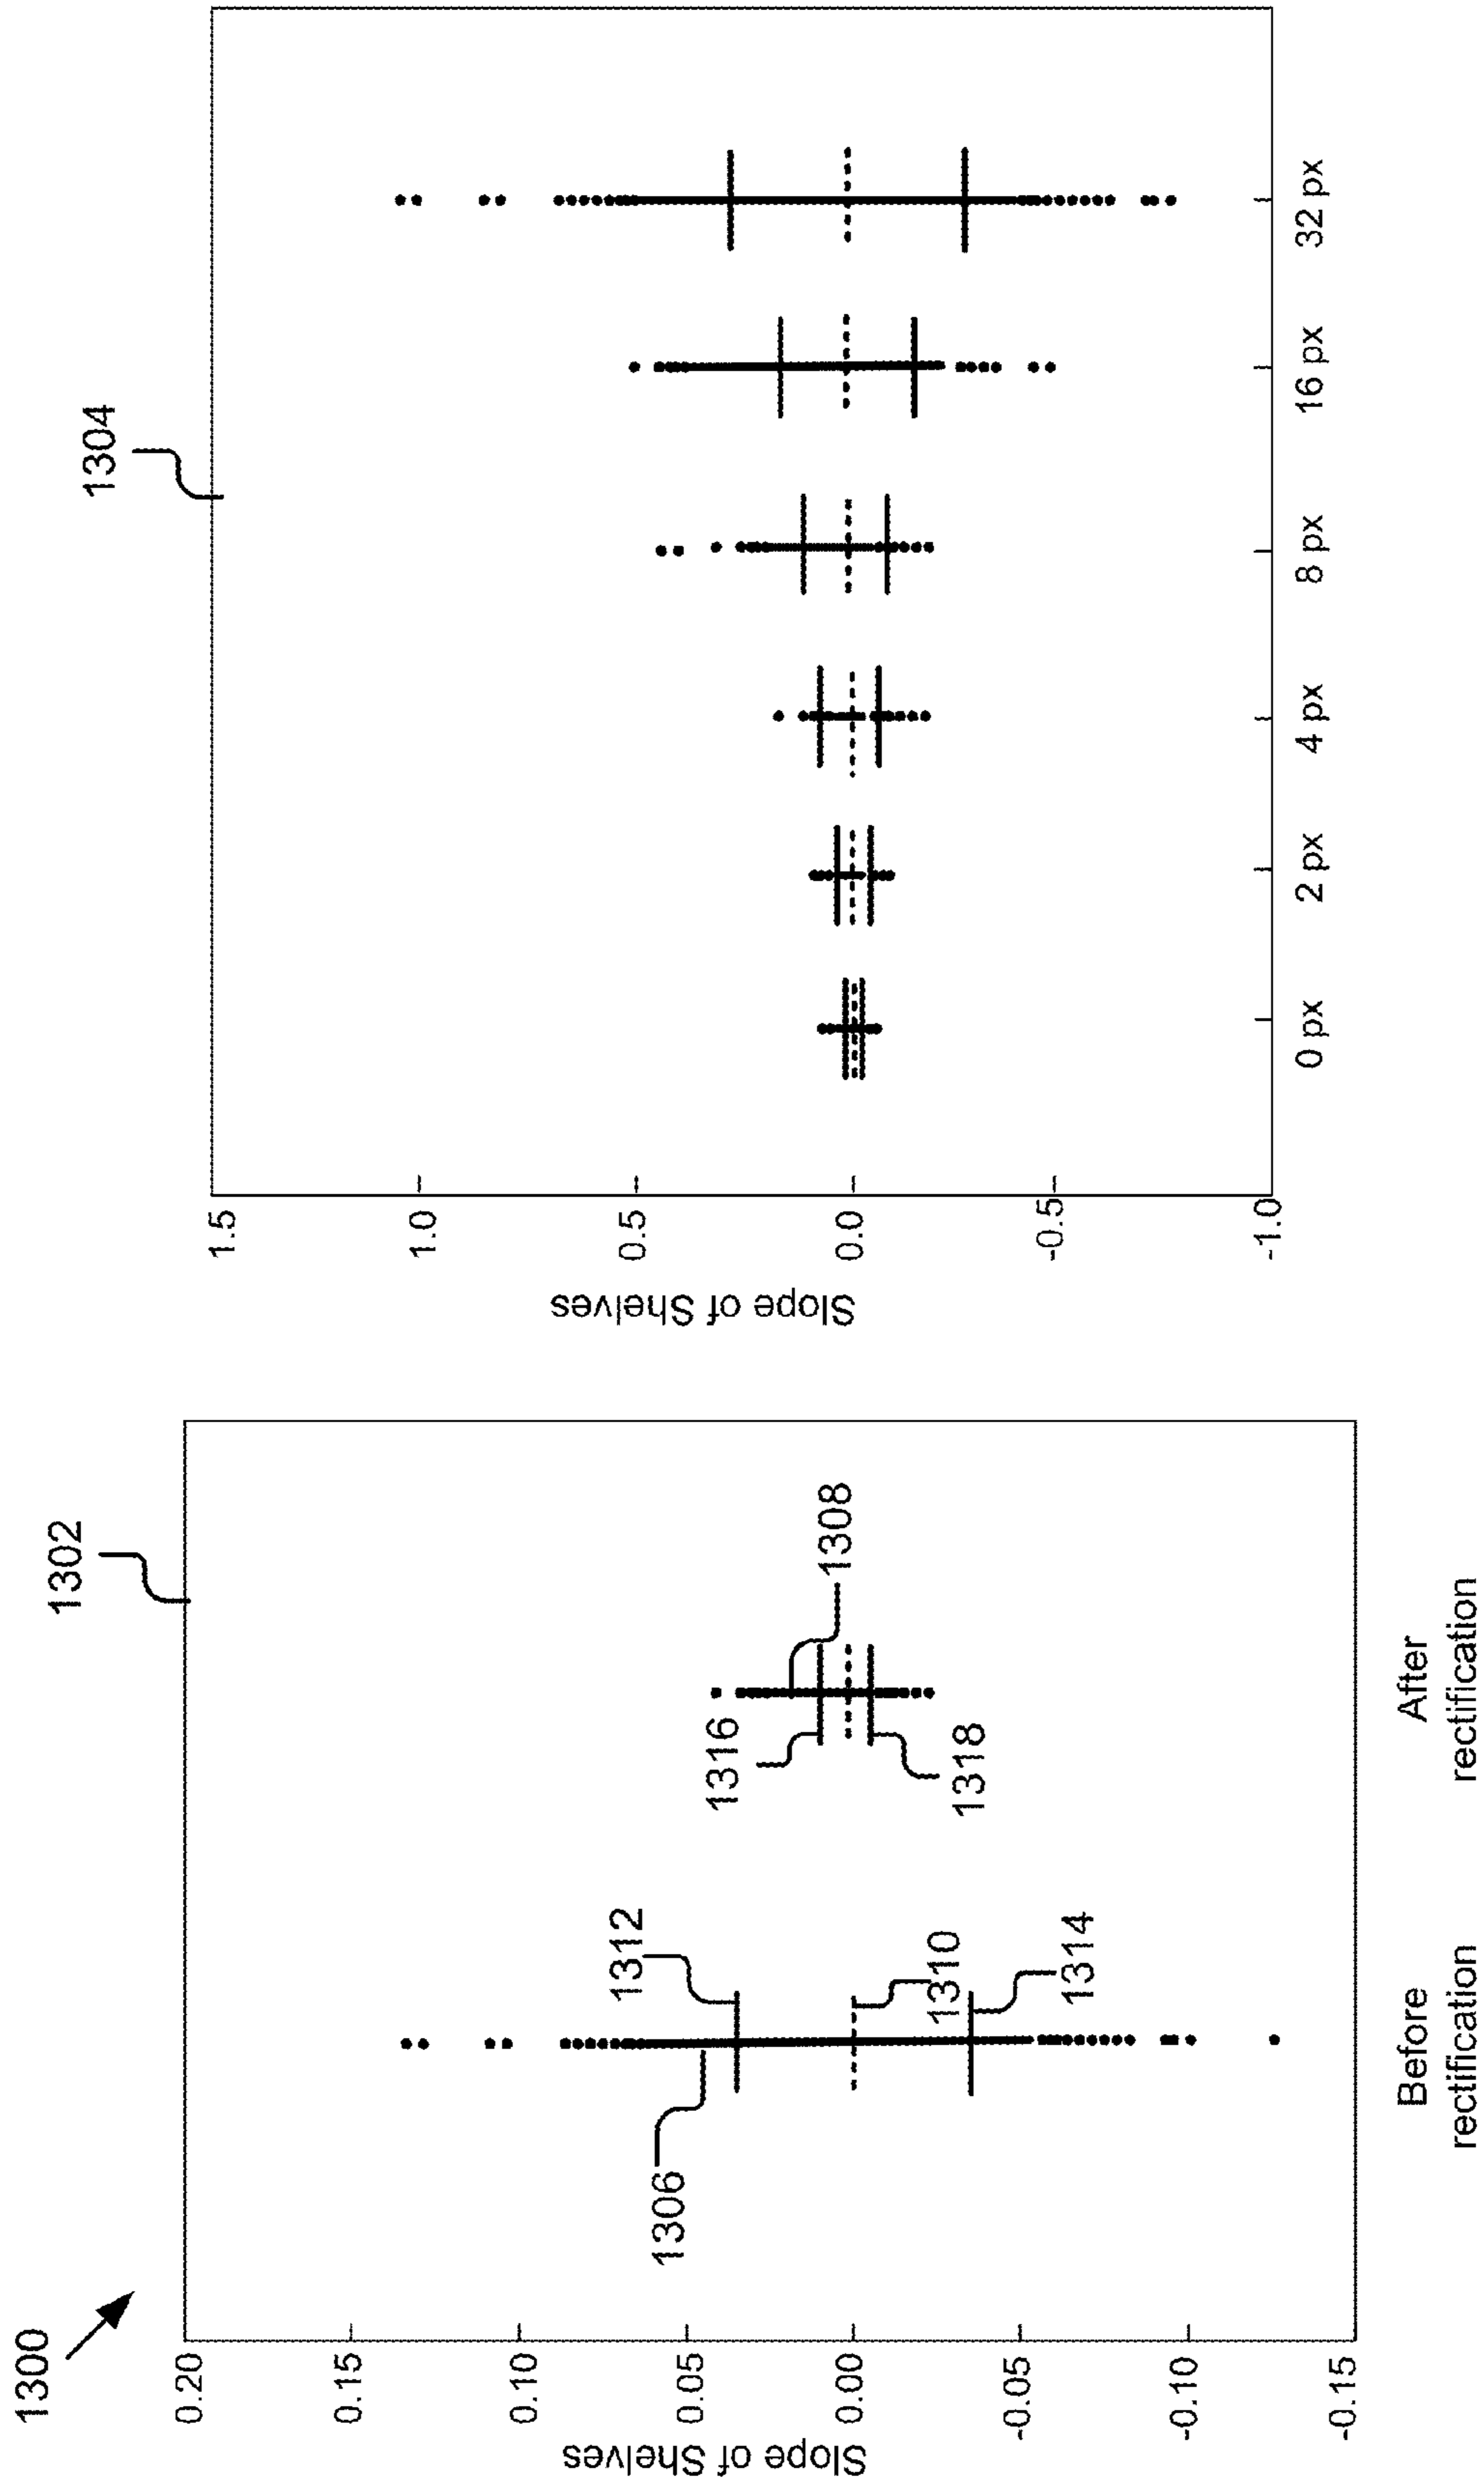 1300
1302
Slope of Shelves
0.20
0.15
0.10
0.05
0.00
-0.05
-0.10
-0.15
1306
1312
1310
1314
1316
1318
1308
Before
rectification
After
rectification
1304
Slope of Shelves
1.5
1.0
0.5
0.0
-0.5
-1.0
0 px
2 px
4 px
8 px
16 px
32 px